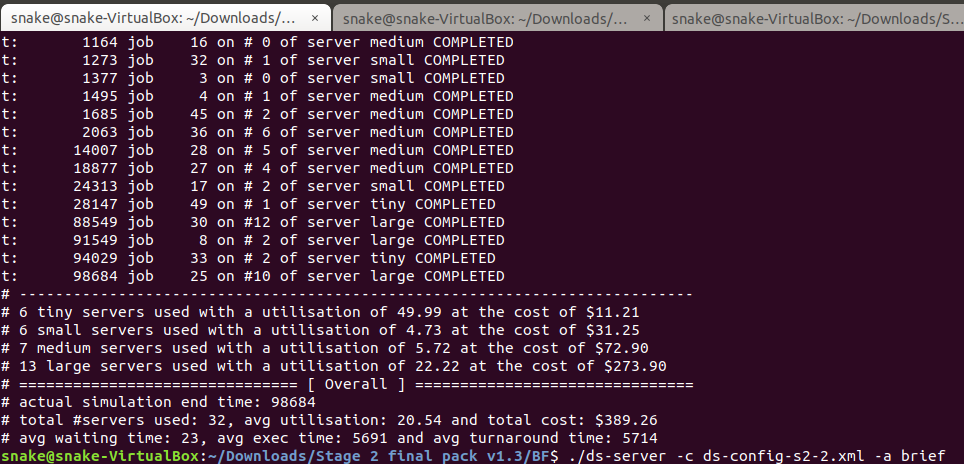 snake@snake-VirtualBox: ~/Downloads/... × snake@snake-VirtualBox: ~/Downloads/... × snake@snake-VirtualBox: ~/Downloads/S...
t:       1164 job    16 on # 0 of server medium COMPLETED
t:       1273 job    32 on # 1 of server small COMPLETED
t:       1377 job     3 on # 0 of server small COMPLETED
t:       1495 job     4 on # 1 of server medium COMPLETED
t:       1685 job    45 on # 2 of server medium COMPLETED
t:       2063 job    36 on # 6 of server medium COMPLETED
t:      14007 job    28 on # 5 of server medium COMPLETED
t:      18877 job    27 on # 4 of server medium COMPLETED
t:      24313 job    17 on # 2 of server small COMPLETED
t:      28147 job    49 on # 1 of server tiny COMPLETED
t:      88549 job    30 on #12 of server large COMPLETED
t:      91549 job     8 on # 2 of server large COMPLETED
t:      94029 job    33 on # 2 of server tiny COMPLETED
t:      98684 job    25 on #10 of server large COMPLETED
# -------------------------------------------------------------------------
# 6 tiny servers used with a utilisation of 49.99 at the cost of $11.21
# 6 small servers used with a utilisation of 4.73 at the cost of $31.25
# 7 medium servers used with a utilisation of 5.72 at the cost of $72.90
# 13 large servers used with a utilisation of 22.22 at the cost of $273.90
# ============================== [ Overall ] ==============================
# actual simulation end time: 98684
# total #servers used: 32, avg utilisation: 20.54 and total cost: $389.26
# avg waiting time: 23, avg exec time: 5691 and avg turnaround time: 5714
snake@snake-VirtualBox:~/Downloads/Stage 2 final pack v1.3/BF$ ./ds-server -c ds-config-s2-2.xml -a brief